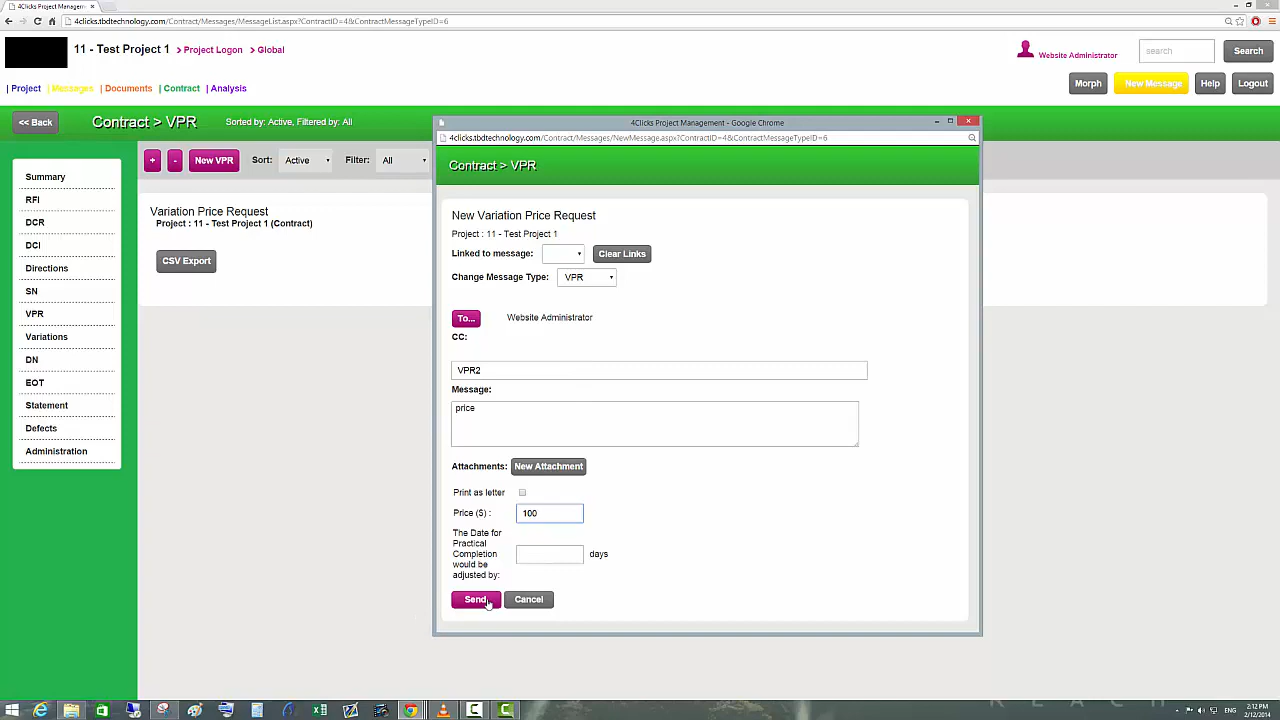 4Clicks Project Managem
4clicks.tbdtechnology.com/Contract/Messages/MessageList.aspx?ContractID=4&ContractMessageTypeID=6
11 - Test Project 1 > Project Logon > Global
Website Administrator
search
Search
| Project | Messages | Documents | Contract | Analysis
Morph
New Message
Help
Logout
<< Back
Contract > VPR
Sorted by: Active, Filtered by: All
+
-
New VPR
Sort:
Active
Filter:
All
Summary
RFI
DCR
DCI
Directions
SN
VPR
Variations
DN
EOT
Statement
Defects
Administration
Variation Price Request
Project : 11 - Test Project 1 (Contract)
CSV Export
4Clicks Project Management - Google Chrome
4clicks.tbdtechnology.com/Contract/Messages/NewMessage.aspx?ContractID=4&ContractMessageTypeID=6
Contract > VPR
New Variation Price Request
Project : 11 - Test Project 1
Linked to message:
Clear Links
Change Message Type:
VPR
To...
Website Administrator
CC:
VPR2
Message:
price
Attachments:
New Attachment
Print as letter
Price ($) :
100
The Date for
Practical
Completion
would be
adjusted by:
days
Send
Cancel
R E A C H
ENG
2:12 PM
2/12/2014